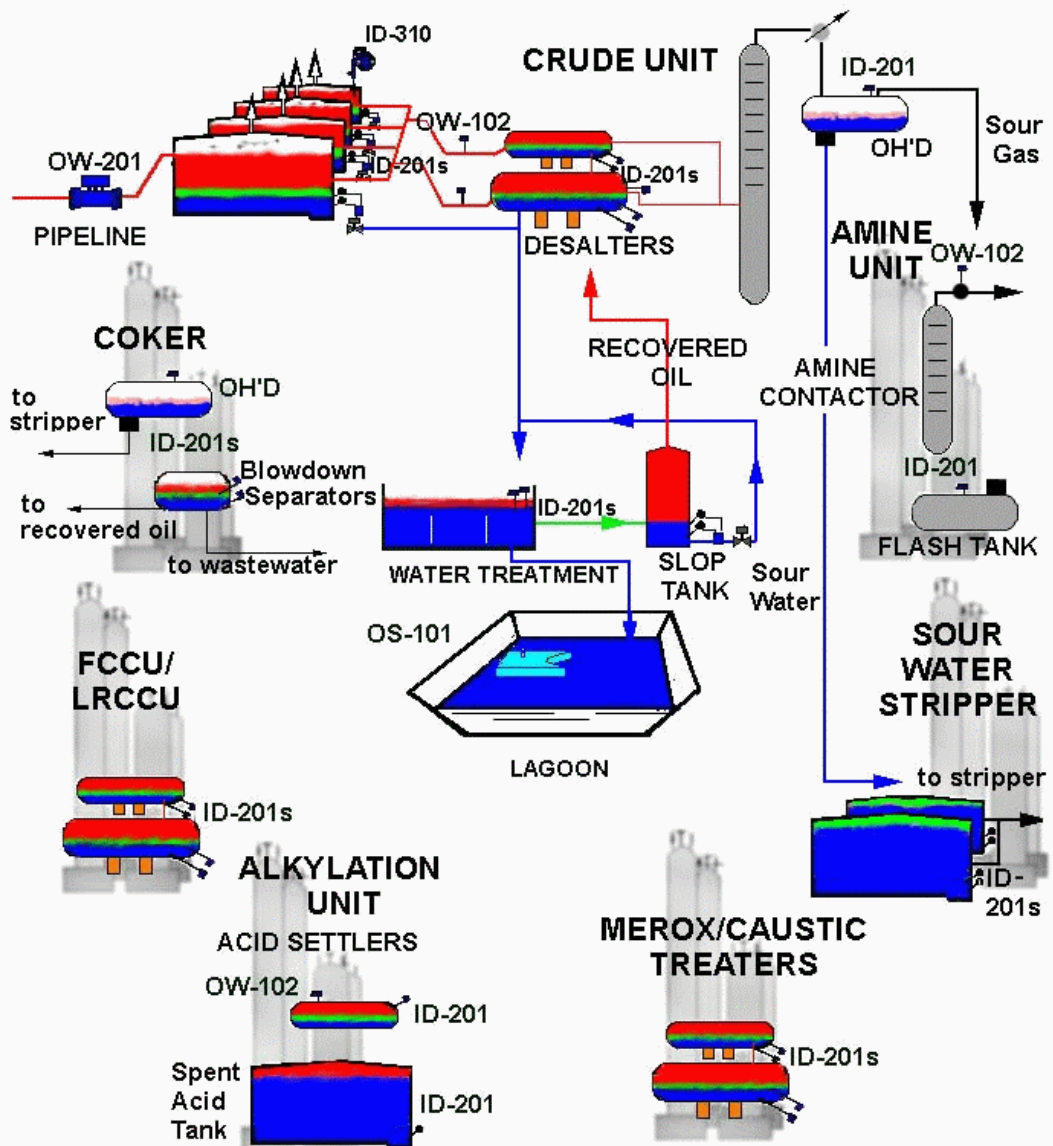 ID-310
CRUDE UNIT
ID-201
OW-201
OW-102
ID-201s
OH'D
Sour
Gas
ID-201s
PIPELINE
DESALTERS
AMINE
UNIT
OW-102
COKER
RECOVERED
OIL
OH'D
to
stripper
AMINE
CONTACTOR
ID-201s
Blowdown
Separators
to
recovered oil
ID-201s
ID-201
to wastewater
WATER TREATMENT
SLOP
TANK
FLASH TANK
Sour
Water
OS-101
FCCU/
LRCCU
SOUR
WATER
STRIPPER
LAGOON
to stripper
ID-201s
ID-
201s
ALKYLATION
UNIT
ACID SETTLERS
MEROX/CAUSTIC
TREATERS
OW-102
ID-201
ID-201s
Spent
Acid
Tank
ID-201